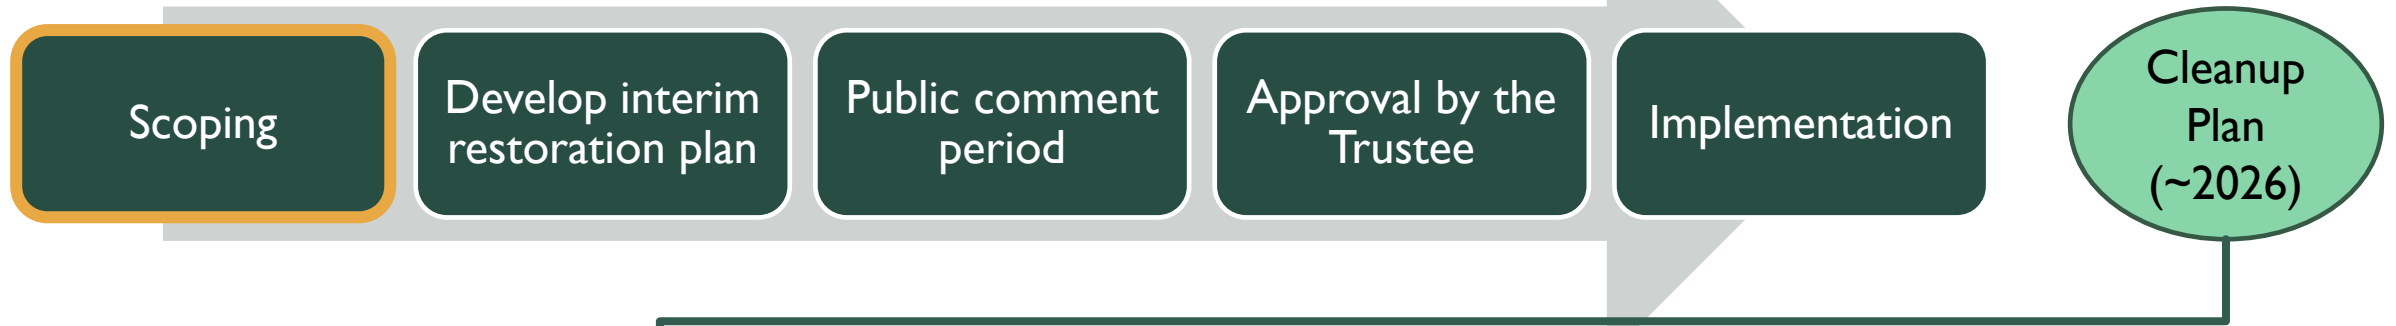 Scoping
Develop interim
restoration plan
Public comment
period
Approval by the
Trustee
Implementation
Cleanup
Plan
(~2026)